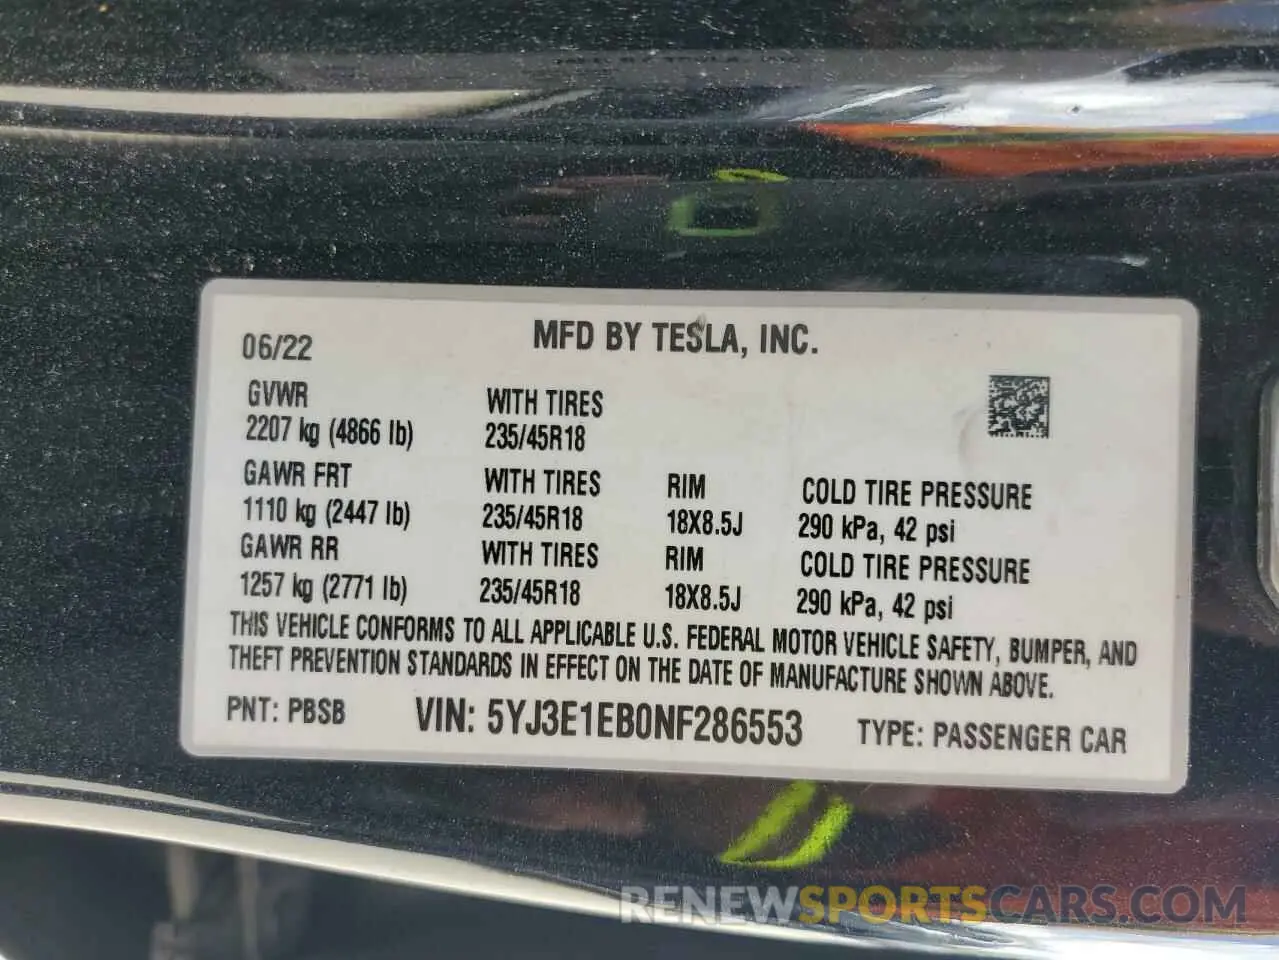 06/22
MFD BY TESLA, INC.
GVWR
WITH TIRES
2207 kg (4866 lb)
235/45R18
GAWR FRT
WITH TIRES
RIM
COLD TIRE PRESSURE
1110 kg (2447 lb)
235/45R18
18X8.5J
290 kPa, 42 psi
GAWR RR
WITH TIRES
RIM
COLD TIRE PRESSURE
1257 kg (2771 lb)
235/45R18
18X8.5J
290 kPa, 42 psi
THIS VEHICLE CONFORMS TO ALL APPLICABLE U.S. FEDERAL MOTOR VEHICLE SAFETY, BUMPER, AND
THEFT PREVENTION STANDARDS IN EFFECT ON THE DATE OF MANUFACTURE SHOWN ABOVE.
PNT: PBSB
VIN: 5YJ3E1EB0NF286553
TYPE: PASSENGER CAR
RENEWSPORTSCARS.COM